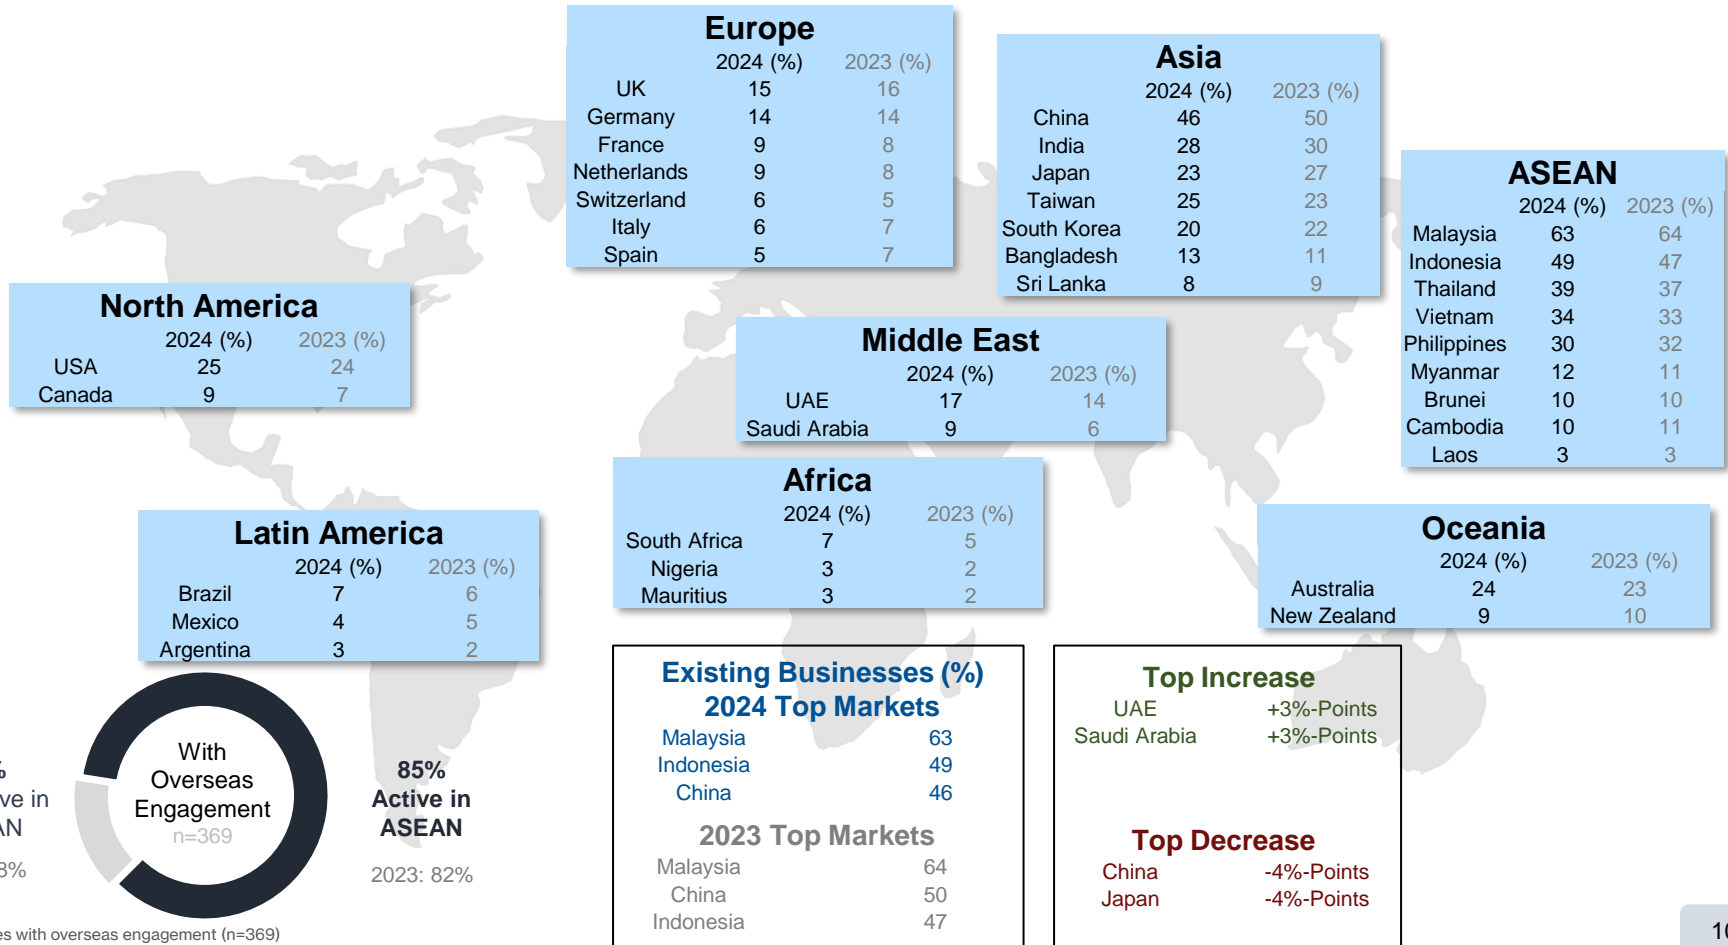 Europe
2024 (%) 2023 (%)
UK 15 16
Germany 14 14
France 9 8
Netherlands 9 8
Switzerland 6 5
Italy 6 7
Spain 5 7
Asia
2024 (%) 2023 (%)
China 46 50
India 28 30
Japan 23 27
Taiwan 25 23
South Korea 20 22
Bangladesh 13 11
Sri Lanka 8 9
ASEAN
2024 (%) 2023 (%)
Malaysia 63 64
Indonesia 49 47
Thailand 39 37
Vietnam 34 33
Philippines 30 32
Myanmar 12 11
Brunei 10 10
Cambodia 10 11
Laos 3 3
North America
2024 (%) 2023 (%)
USA 25 24
Canada 9 7
Middle East
2024 (%) 2023 (%)
UAE 17 14
Saudi Arabia 9 6
Africa
2024 (%) 2023 (%)
South Africa 7 5
Nigeria 3 2
Mauritius 3 2
Latin America
2024 (%) 2023 (%)
Brazil 7 6
Mexico 4 5
Argentina 3 2
Oceania
2024 (%) 2023 (%)
Australia 24 23
New Zealand 9 10
With
Overseas
Engagement
n=369
85%
Active in
ASEAN
2023: 82%
Existing Businesses (%)
2024 Top Markets
Malaysia 63
Indonesia 49
China 46
2023 Top Markets
Malaysia 64
China 50
Indonesia 47
Top Increase
UAE +3%-Points
Saudi Arabia +3%-Points
Top Decrease
China -4%-Points
Japan -4%-Points
with overseas engagement (n=369)